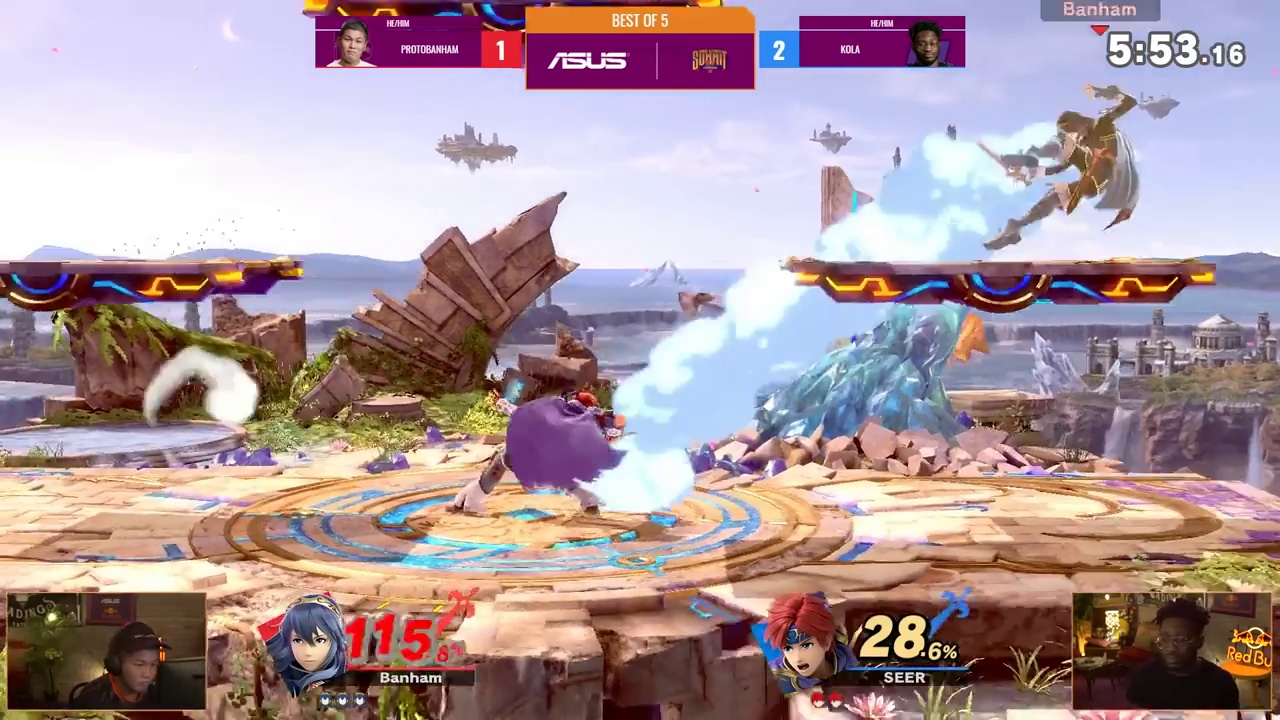 HE/HIM
PROTOBANHAM
1
BEST OF 5
ASUS
SUMMIT
2
HE/HIM
KOLA
Banham
5:53.16
115.6%
Banham
28.6%
SEER
Red Bu